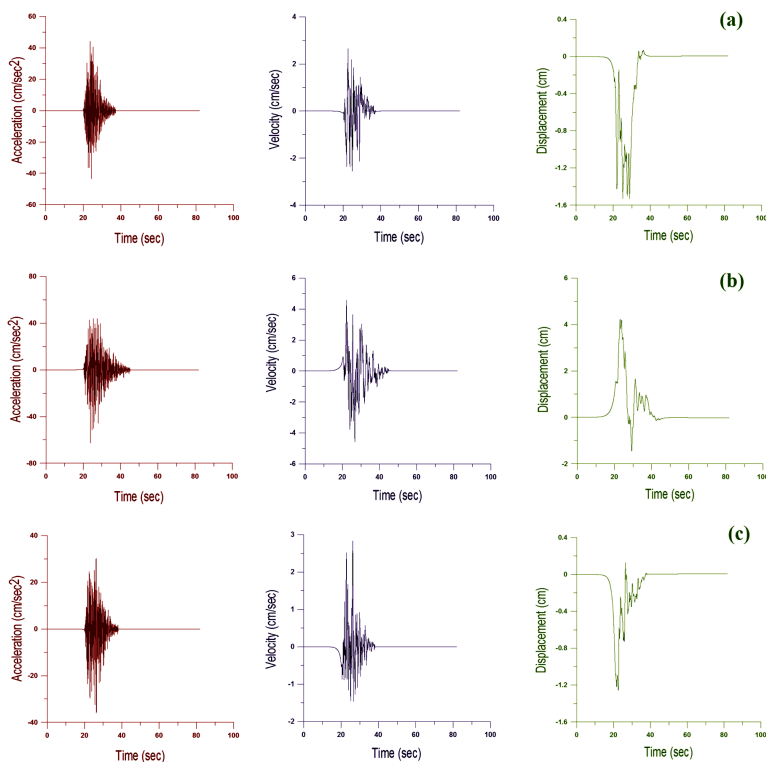 (a)
60
40
20
0
-20
-40
-60
0 20 40 60 80 100
Acceleration (cm/sec2)
Time (sec)
4
2
0
-2
-4
0 20 40 60 80 100
Velocity (cm/sec)
Time (sec)
0.4
0
-0.4
-0.8
-1.2
-1.6
0 20 40 60 80 100
Displacement (cm)
Time (sec)
(b)
80
40
0
-40
-80
0 20 40 60 80 100
Acceleration (cm/sec2)
Time (sec)
6
4
2
0
-2
-4
-6
0 20 40 60 80 100
Velocity (cm/sec)
Time (sec)
6
4
2
0
-2
0 20 40 60 80 100
Displacement (cm)
Time (sec)
(c)
40
20
0
-20
-40
0 20 40 60 80 100
Acceleration (cm/sec2)
Time (sec)
3
2
1
0
-1
-2
0 20 40 60 80 100
Velocity (cm/sec)
Time (sec)
0.4
0
-0.4
-0.8
-1.2
-1.6
0 20 40 60 80 100
Displacement (cm)
Time (sec)